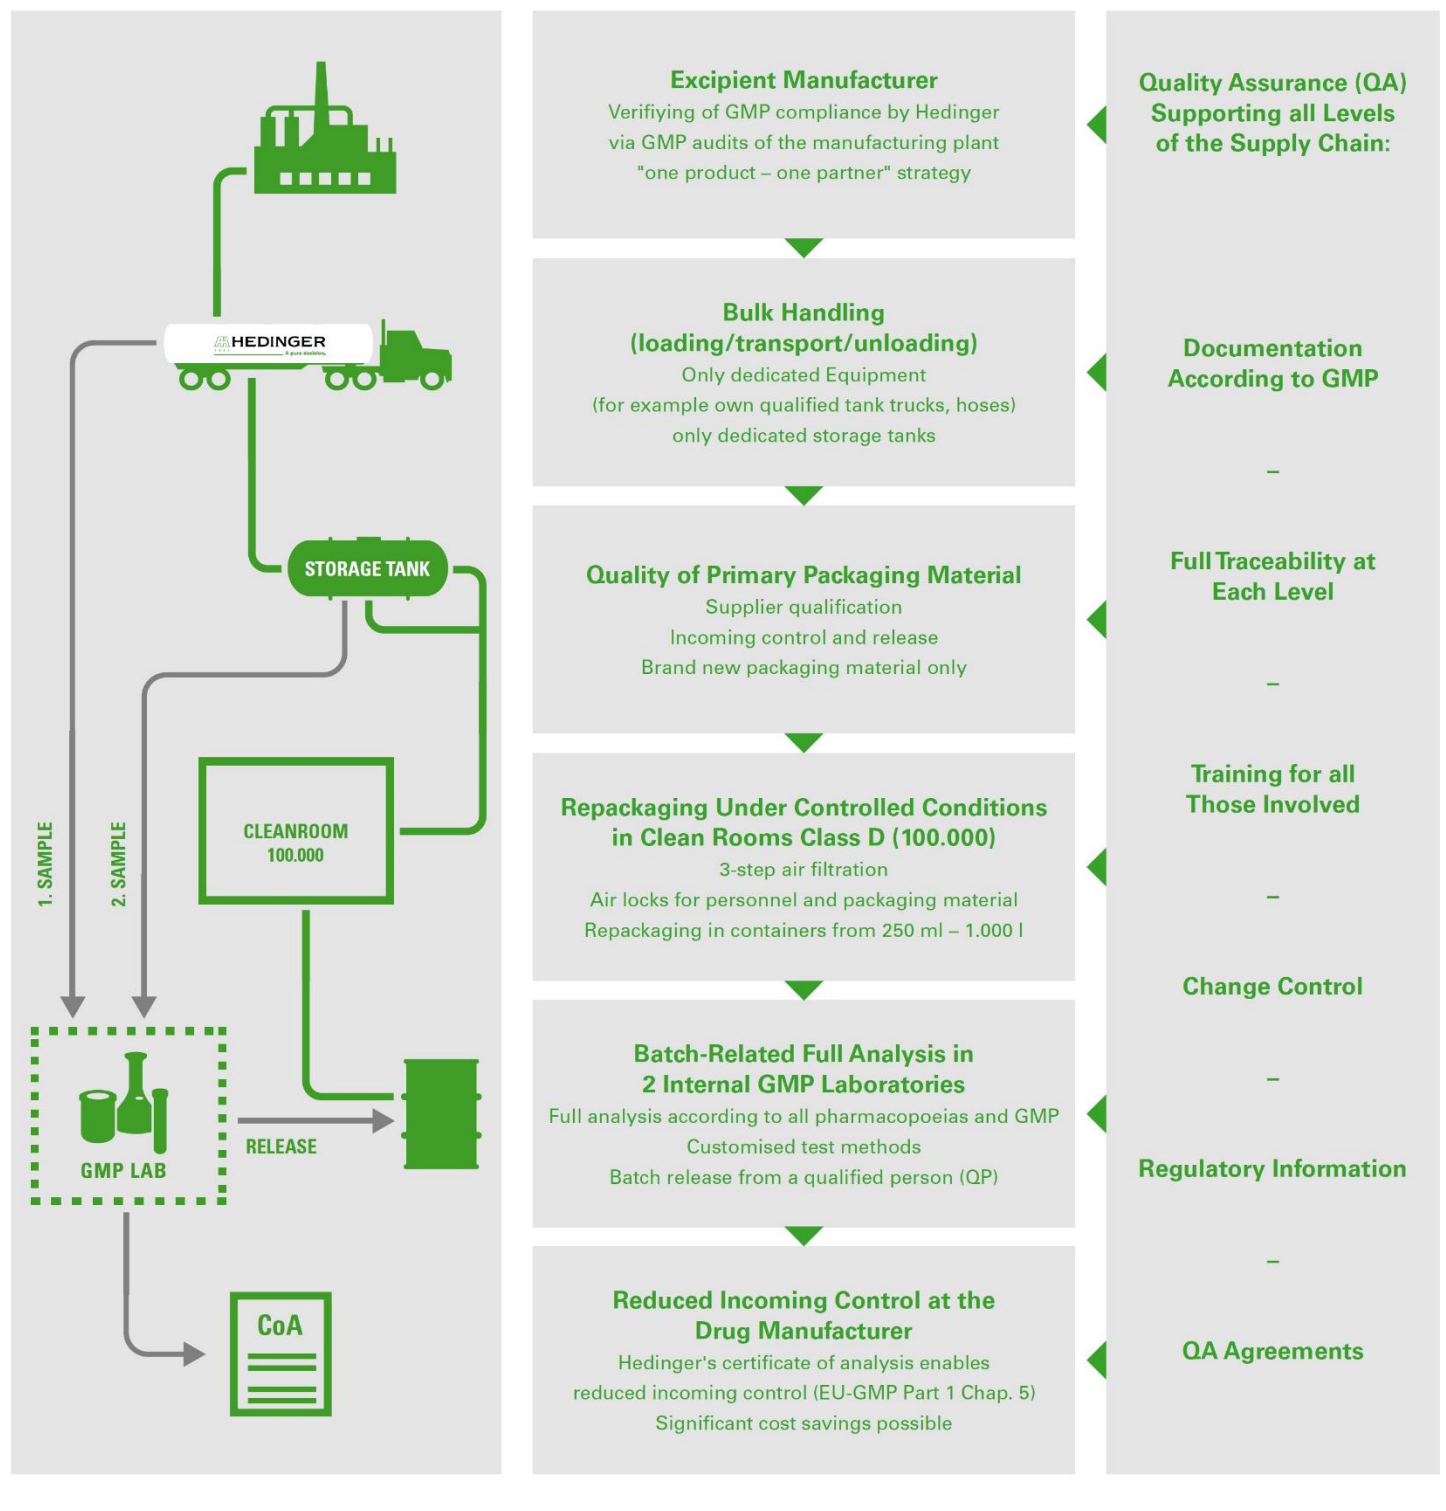 HEDINGER
A pure decision.
STORAGE TANK
CLEANROOM
100.000
1. SAMPLE
2. SAMPLE
GMP LAB
RELEASE
CoA
Excipient Manufacturer
Verifiying of GMP compliance by Hedinger
via GMP audits of the manufacturing plant
"one product – one partner" strategy
Bulk Handling
(loading/transport/unloading)
Only dedicated Equipment
(for example own qualified tank trucks, hoses)
only dedicated storage tanks
Quality of Primary Packaging Material
Supplier qualification
Incoming control and release
Brand new packaging material only
Repackaging Under Controlled Conditions
in Clean Rooms Class D (100.000)
3-step air filtration
Air locks for personnel and packaging material
Repackaging in containers from 250 ml – 1.000 l
Batch-Related Full Analysis in
2 Internal GMP Laboratories
Full analysis according to all pharmacopoeias and GMP
Customised test methods
Batch release from a qualified person (QP)
Reduced Incoming Control at the
Drug Manufacturer
Hedinger's certificate of analysis enables
reduced incoming control (EU-GMP Part 1 Chap. 5)
Significant cost savings possible
Quality Assurance (QA)
Supporting all Levels
of the Supply Chain:
Documentation
According to GMP
–
Full Traceability at
Each Level
–
Training for all
Those Involved
–
Change Control
–
Regulatory Information
–
QA Agreements